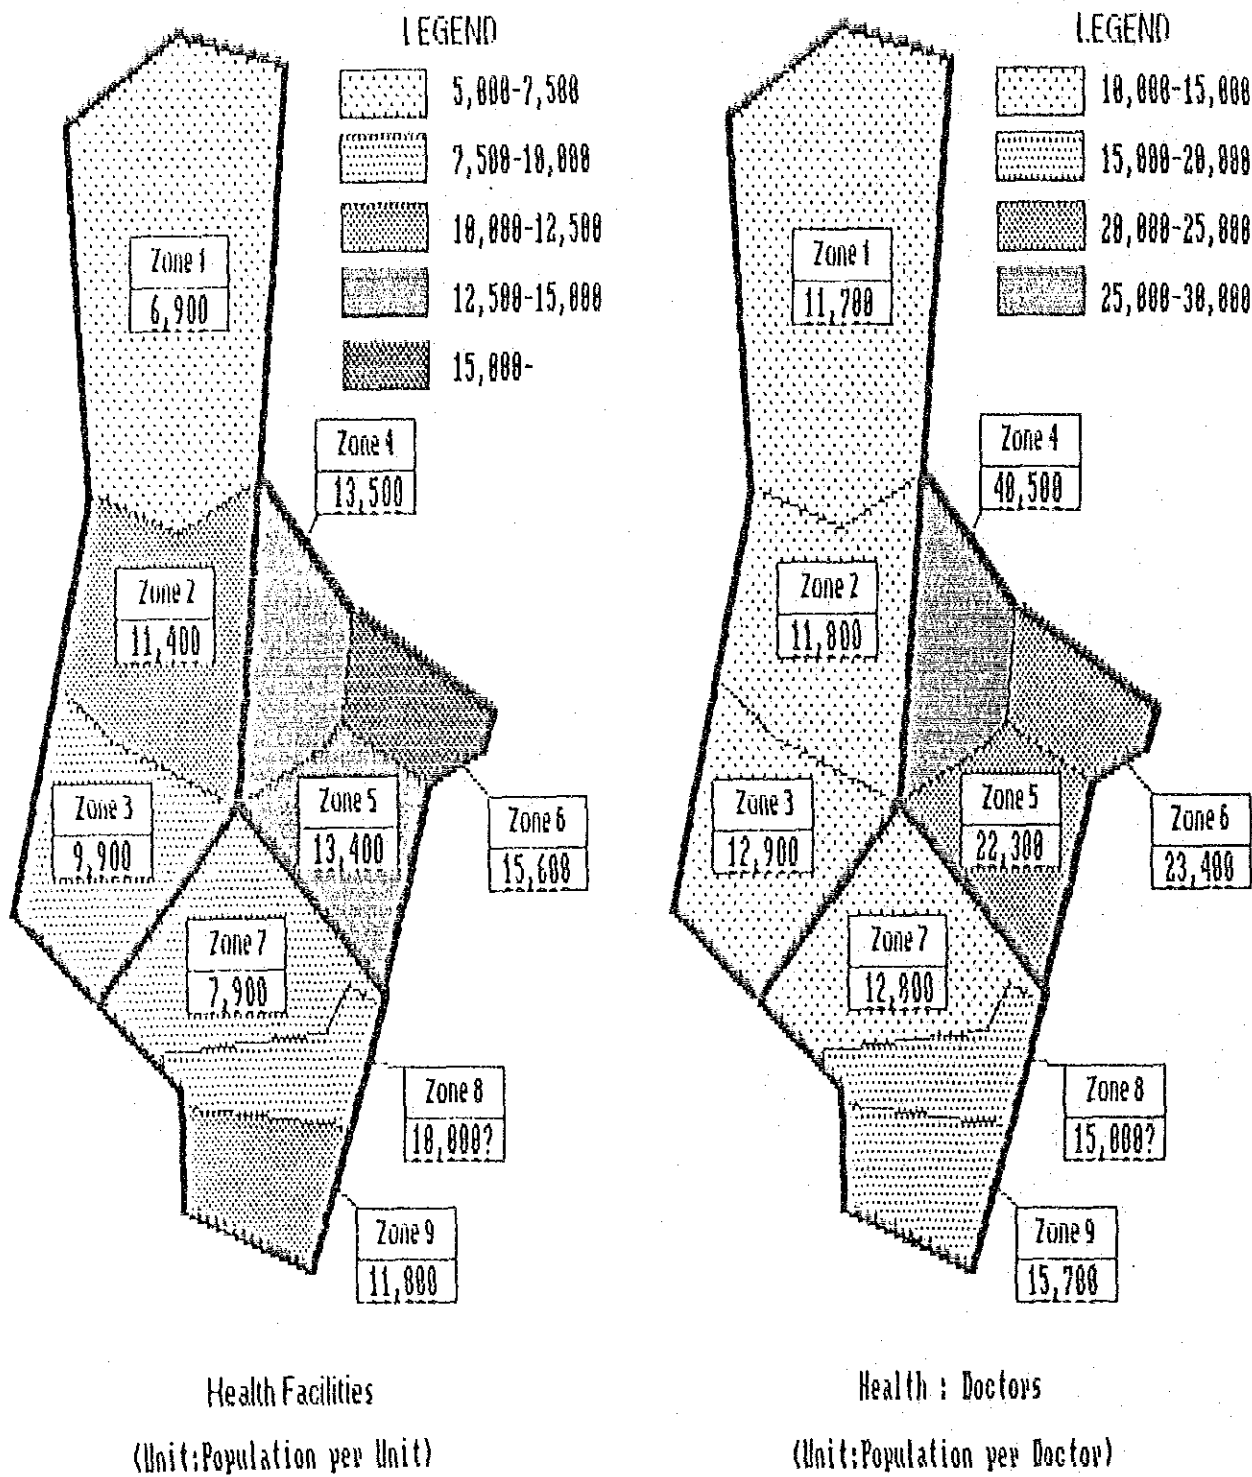 LEGEND
5,000-7,500
7,500-10,000
10,000-12,500
12,500-15,000
15,000-
Zone 1
6,900
Zone 4
13,500
Zone 2
11,400
Zone 3
9,900
Zone 5
13,400
Zone 6
15,600
Zone 7
7,900
Zone 8
10,000?
Zone 9
11,000
Health Facilities
(Unit:Population per Unit)
LEGEND
10,000-15,000
15,000-20,000
20,000-25,000
25,000-30,000
Zone 1
11,700
Zone 4
40,500
Zone 2
11,800
Zone 3
12,900
Zone 5
22,300
Zone 6
23,400
Zone 7
12,800
Zone 8
15,000?
Zone 9
15,700
Health : Doctors
(Unit:Population per Doctor)